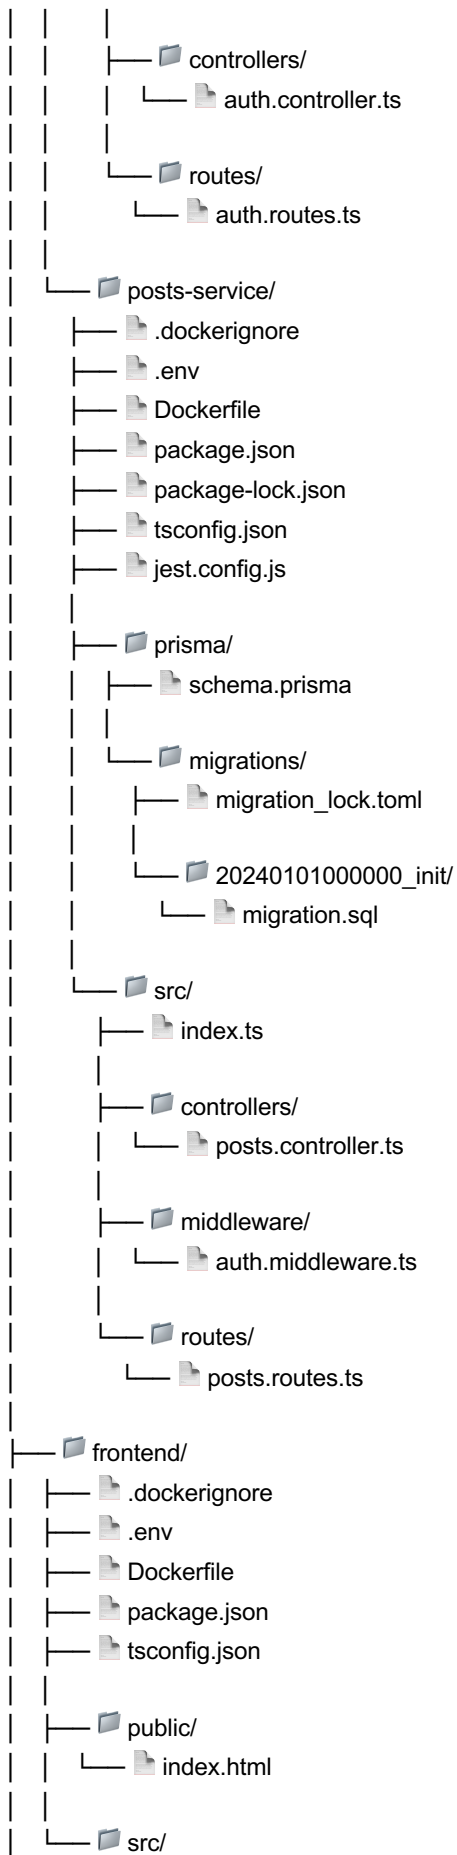 controllers/
auth.controller.ts
routes/
auth.routes.ts
posts-service/
.dockerignore
.env
Dockerfile
package.json
package-lock.json
tsconfig.json
jest.config.js
prisma/
schema.prisma
migrations/
migration_lock.toml
20240101000000_init/
migration.sql
src/
index.ts
controllers/
posts.controller.ts
middleware/
auth.middleware.ts
routes/
posts.routes.ts
frontend/
.dockerignore
.env
Dockerfile
package.json
tsconfig.json
public/
index.html
src/